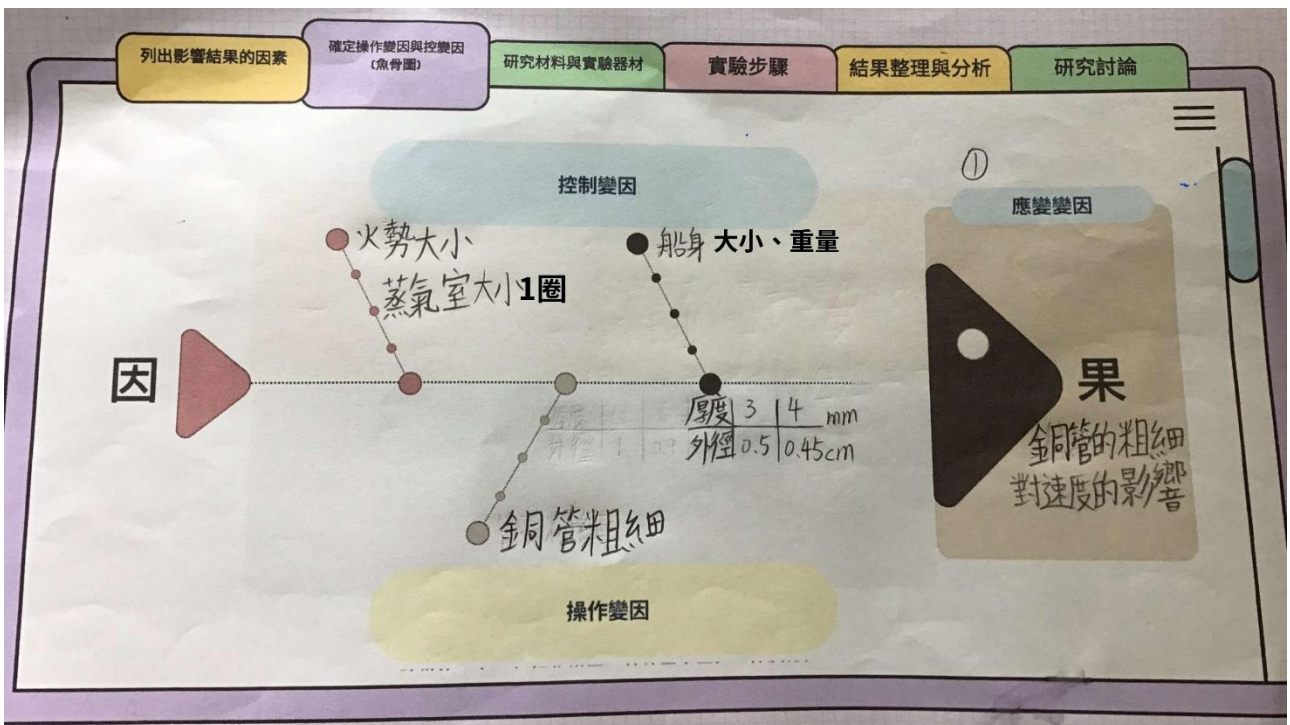 列出影響結果的因素
確定操作變因與控變因
(魚骨圖)
研究材料與實驗器材
實驗步驟
結果整理與分析
研究討論
控制變因
①
應變變因
火勢大小
蒸氣室大小1圈
船身 大小、重量
因
果
厚度 3 4 mm
外徑 0.5 0.45cm
銅管的粗細
對速度的影響
銅管粗細
操作變因